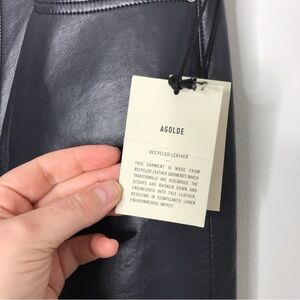 AGOLDE
RECYCLED LEATHER
THIS GARMENT IS MADE FROM
RECYCLED LEATHER GARMENTS WHICH
TRADITIONALLY ARE DISCARDED. THE
SCRAPS ARE BROKEN DOWN AND
ENGINEERED INTO THIS LEATHER,
RESULTING IN SIGNIFICANTLY LOWER
ENVIRONMENTAL IMPACT.